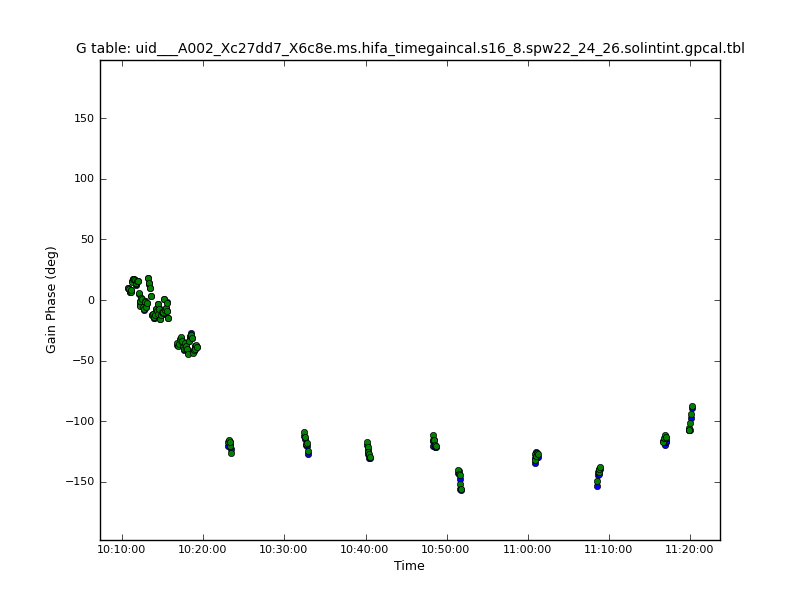 G table: uid___A002_Xc27dd7_X6c8e.ms.hifa_timegaincal.s16_8.spw22_24_26.solintint.gpcal.tbl
150
100
50
0
−50
−100
−150
Gain Phase (deg)
10:10:00 10:20:00 10:30:00 10:40:00 10:50:00 11:00:00 11:10:00 11:20:00
Time